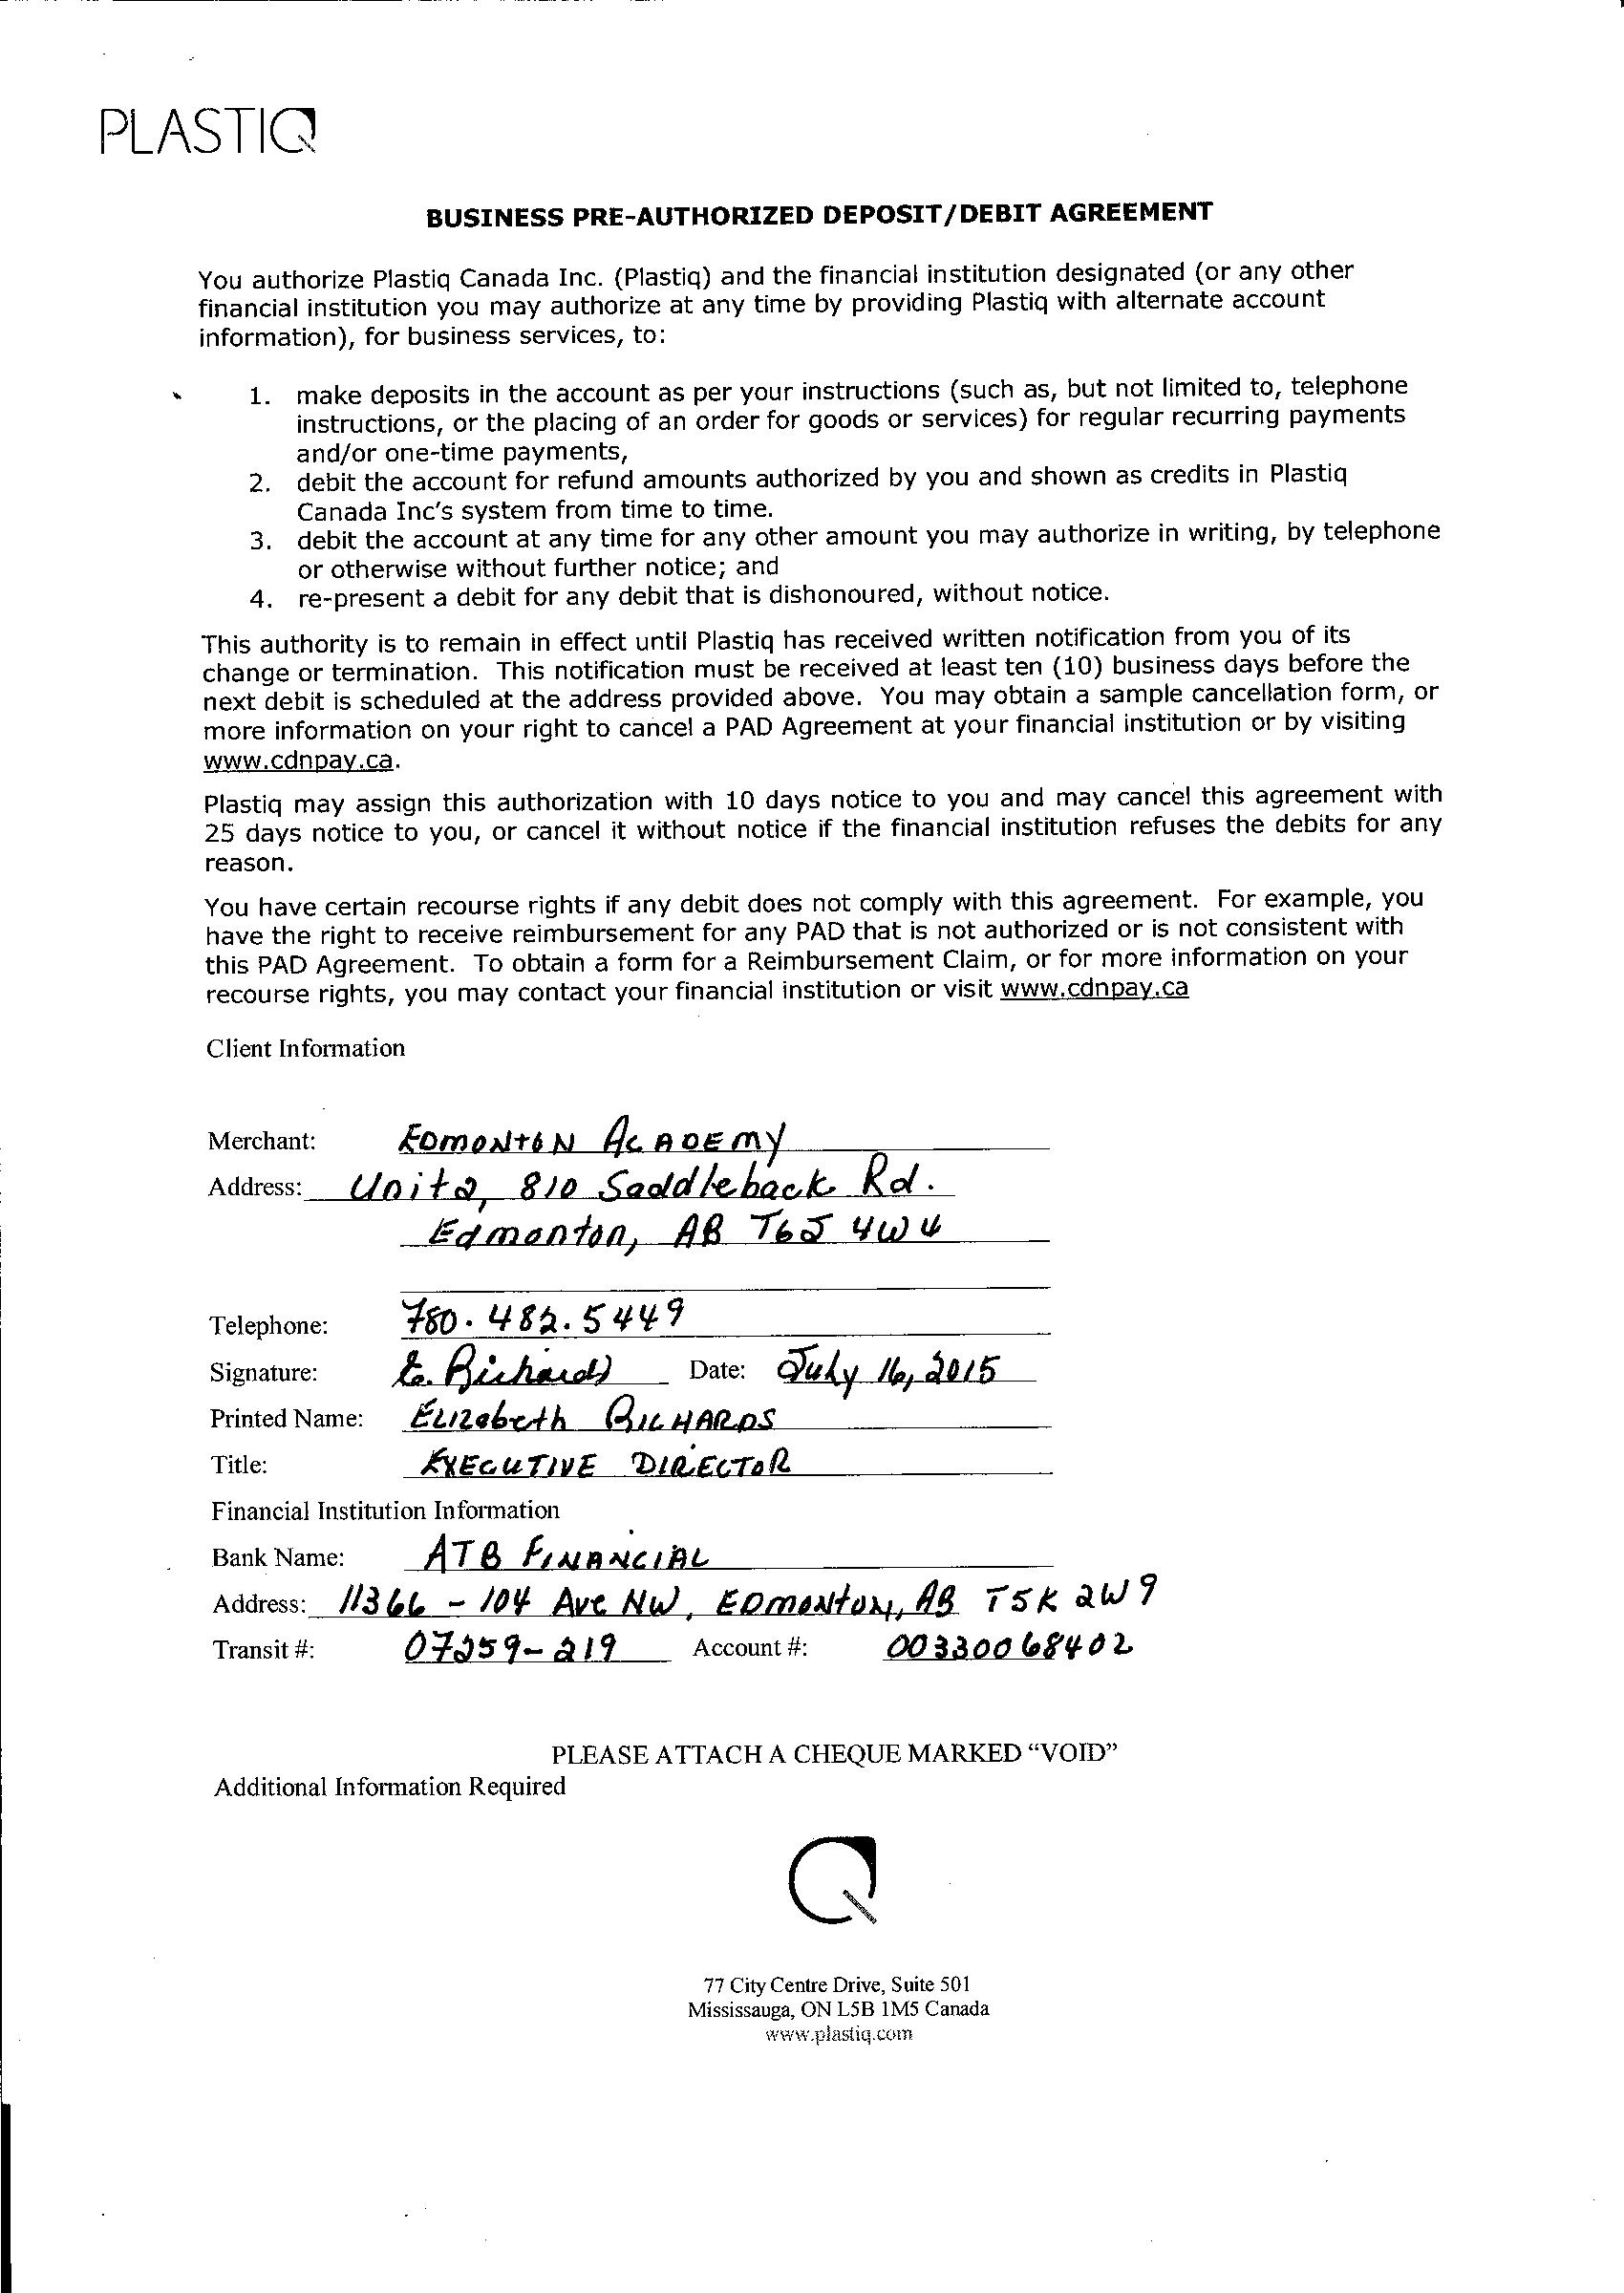 PLASTIQ
BUSINESS PRE-AUTHORIZED DEPOSIT/DEBIT AGREEMENT
You authorize Plastiq Canada Inc. (Plastiq) and the financial institution designated (or any other
financial institution you may authorize at any time by providing Plastiq with alternate account
information), for business services, to:
1. make deposits in the account as per your instructions (such as, but not limited to, telephone
instructions, or the placing of an order for goods or services) for regular recurring payments
and/or one-time payments,
2. debit the account for refund amounts authorized by you and shown as credits in Plastiq
Canada Inc's system from time to time.
3. debit the account at any time for any other amount you may authorize in writing, by telephone
or otherwise without further notice; and
4. re-present a debit for any debit that is dishonoured, without notice.
This authority is to remain in effect until Plastiq has received written notification from you of its
change or termination. This notification must be received at least ten (10) business days before the
next debit is scheduled at the address provided above. You may obtain a sample cancellation form, or
more information on your right to cancel a PAD Agreement at your financial institution or by visiting
www.cdnpay.ca.
Plastiq may assign this authorization with 10 days notice to you and may cancel this agreement with
25 days notice to you, or cancel it without notice if the financial institution refuses the debits for any
reason.
You have certain recourse rights if any debit does not comply with this agreement. For example, you
have the right to receive reimbursement for any PAD that is not authorized or is not consistent with
this PAD Agreement. To obtain a form for a Reimbursement Claim, or for more information on your
recourse rights, you may contact your financial institution or visit www.cdnpay.ca
Client Information
Merchant: EDMONTON ACADEMY
Address: Unit 2, 810 Saddleback Rd.
Edmonton, AB T6J 4W4
Telephone: 780.482.5449
Signature: E. Richards Date: July 16, 2015
Printed Name: Elizabeth RICHARDS
Title: EXECUTIVE DIRECTOR
Financial Institution Information
Bank Name: ATB FINANCIAL
Address: 11366 - 104 Ave NW, EDMONTON, AB T5K 2W9
Transit #: 07259-219 Account #: 00330068402
PLEASE ATTACH A CHEQUE MARKED “VOID”
Additional Information Required
77 City Centre Drive, Suite 501
Mississauga, ON L5B 1M5 Canada
www.plastiq.com